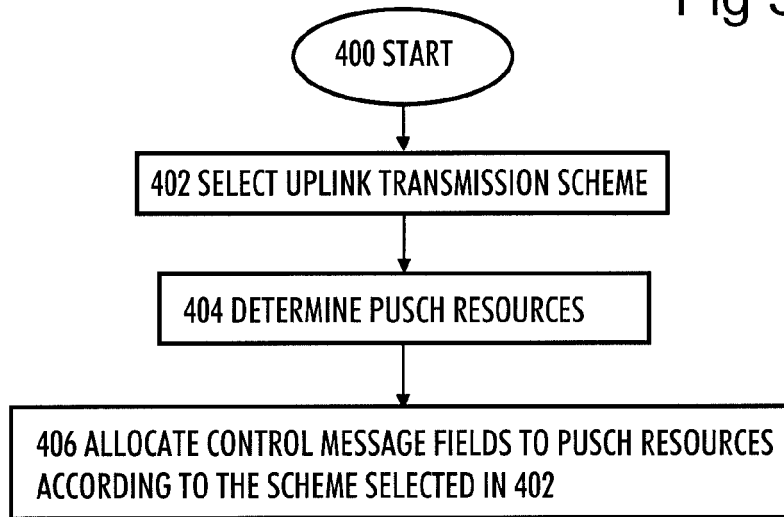 Fig
400 START
402 SELECT UPLINK TRANSMISSION SCHEME
404 DETERMINE PUSCH RESOURCES
406 ALLOCATE CONTROL MESSAGE FIELDS TO PUSCH RESOURCES
ACCORDING TO THE SCHEME SELECTED IN 402